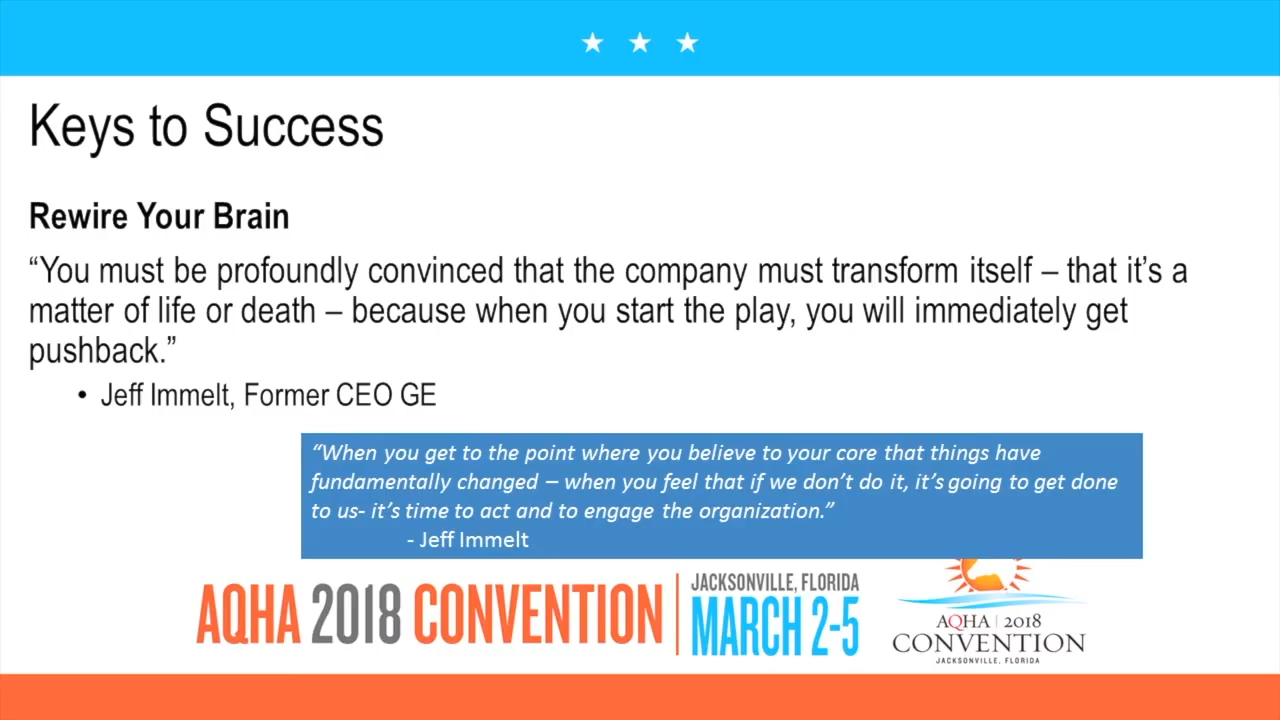 Keys to Success
Rewire Your Brain
“You must be profoundly convinced that the company must transform itself – that it’s a
matter of life or death – because when you start the play, you will immediately get
pushback.”
• Jeff Immelt, Former CEO GE
“When you get to the point where you believe to your core that things have
fundamentally changed – when you feel that if we don’t do it, it’s going to get done
to us- it’s time to act and to engage the organization.”
- Jeff Immelt
AQHA 2018 CONVENTION
JACKSONVILLE, FLORIDA
MARCH 2-5
AQHA | 2018
CONVENTION
JACKSONVILLE, FLORIDA